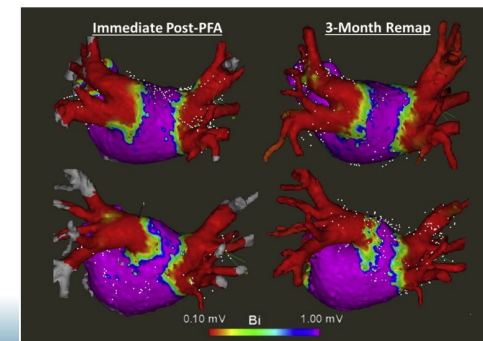 Immediate Post-PFA
3-Month Remap
0.10 mV
Bi
1.00 mV